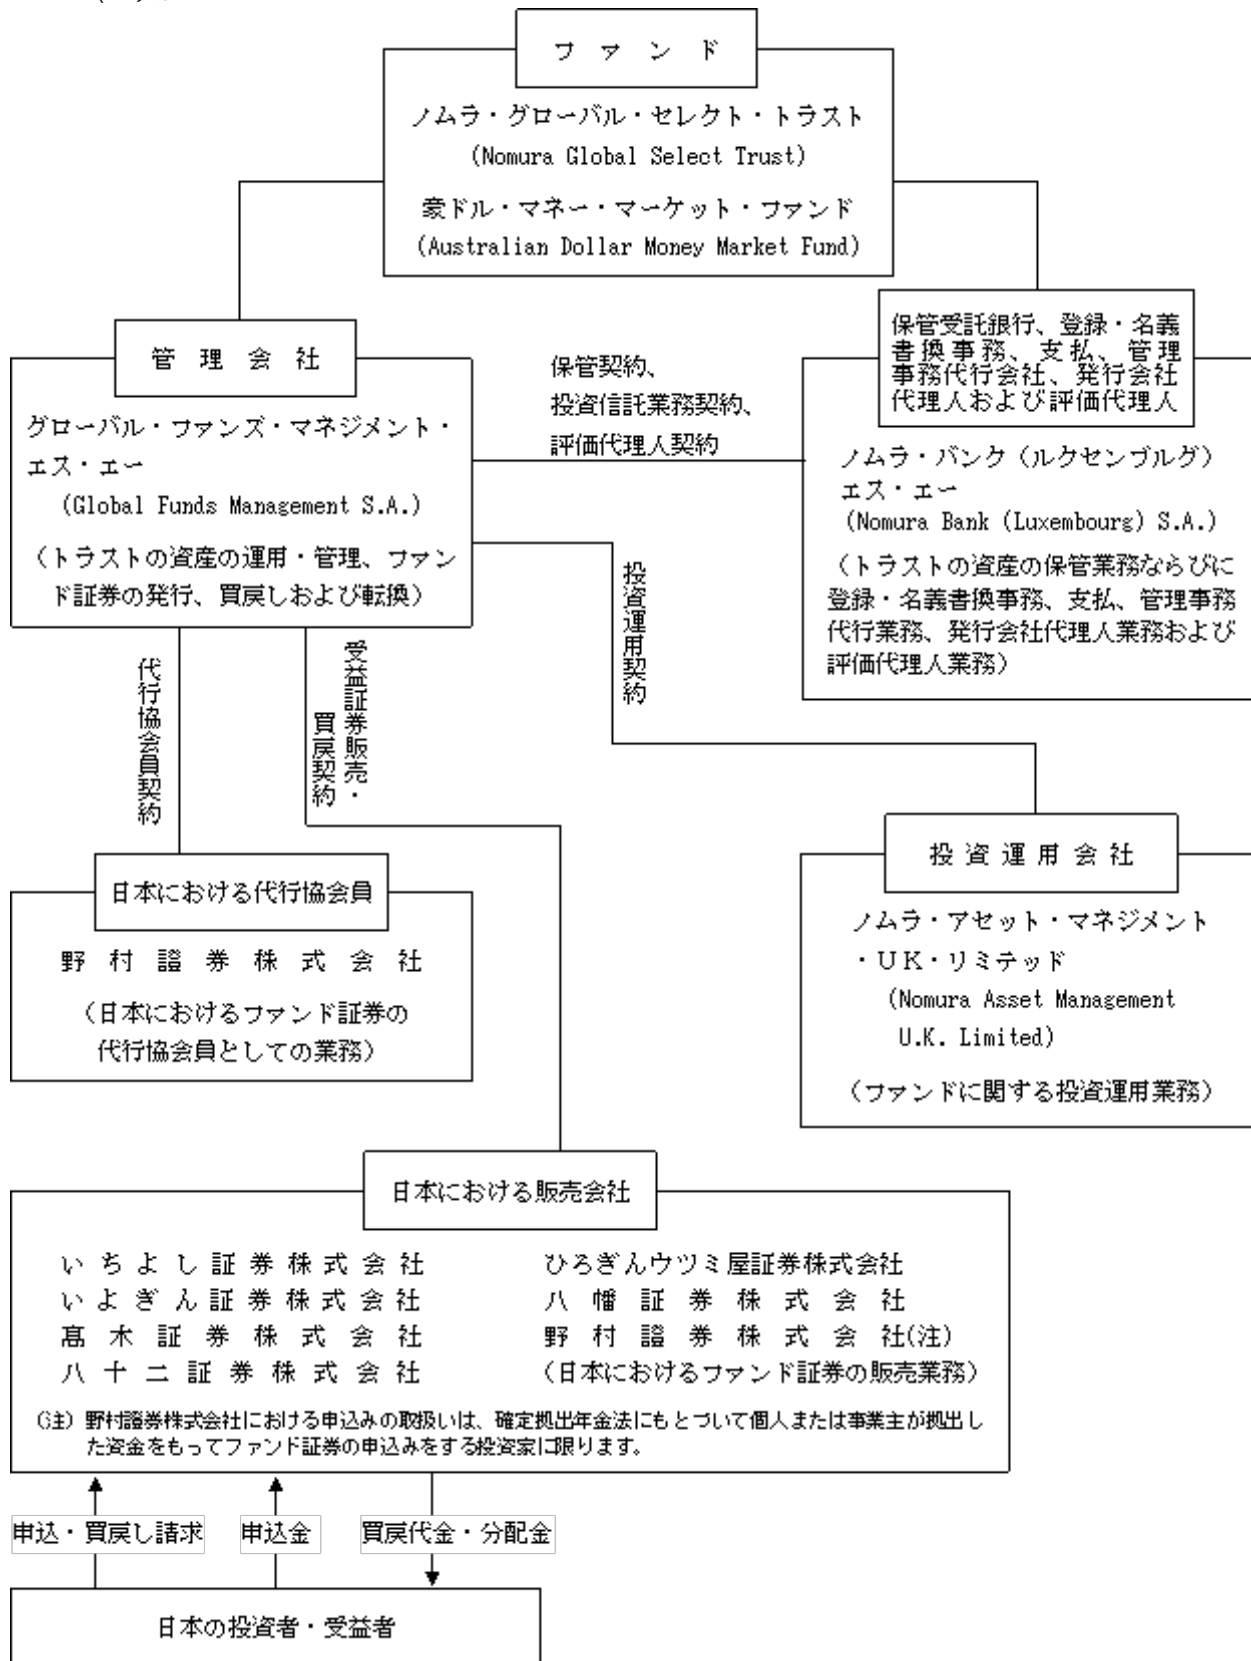 ファンド
ノムラ・グローバル・セレクト・トラスト
(Nomura Global Select Trust)
豪ドル・マネー・マーケット・ファンド
(Australian Dollar Money Market Fund)
管理会社
グローバル・ファンズ・マネジメント・
エス・エー
(Global Funds Management S.A.)
(トラストの資産の運用・管理、ファン
ド証券の発行、買戻しおよび転換)
保管契約、
投資信託業務契約、
評価代理人契約
保管受託銀行、登録・名義
書換事務、支払、管理
事務代行会社、発行会社
代理人および評価代理人
ノムラ・バンク(ルクセンブルグ)
エス・エー
(Nomura Bank (Luxembourg) S.A.)
(トラストの資産の保管業務ならびに
登録・名義書換事務、支払、管理事務
代行業務、発行会社代理人業務および
評価代理人業務)
代行協会員契約
受益証券販売・
買戻契約
投資運用契約
日本における代行協会員
野村證券株式会社
(日本におけるファンド証券の
代行協会員としての業務)
投資運用会社
ノムラ・アセット・マネジメント
・UK・リミテッド
(Nomura Asset Management
U.K. Limited)
(ファンドに関する投資運用業務)
日本における販売会社
いちよし証券株式会社
いよぎん証券株式会社
髙木証券株式会社
八十二証券株式会社
ひろぎんウツミ屋証券株式会社
八幡証券株式会社
野村證券株式会社(注)
(日本におけるファンド証券の販売業務)
(注) 野村證券株式会社における申込みの取扱いは、確定拠出年金法にもとづいて個人または事業主が拠出し
た資金をもってファンド証券の申込みをする投資家に限ります。
申込・買戻し請求
申込金
買戻代金・分配金
日本の投資者・受益者